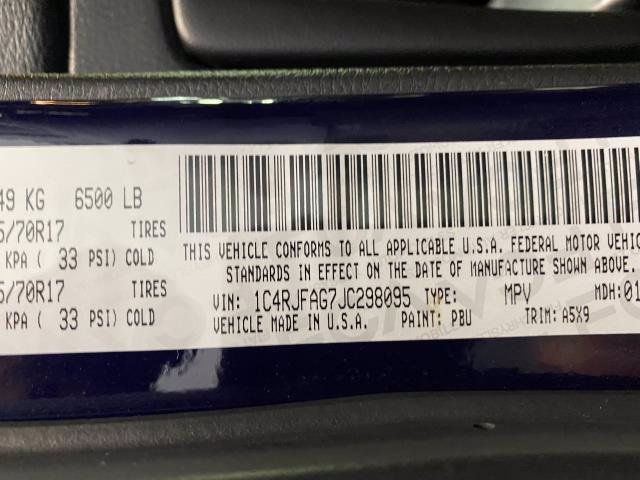 49 KG 6500 LB
5/70R17 TIRES
KPA ( 33 PSI) COLD
5/70R17 TIRES
KPA ( 33 PSI) COLD
THIS VEHICLE CONFORMS TO ALL APPLICABLE U.S.A. FEDERAL MOTOR VEHIC
STANDARDS IN EFFECT ON THE DATE OF MANUFACTURE SHOWN ABOVE.
VIN: 1C4RJFAG7JC298095 TYPE: MPV MDH:01
VEHICLE MADE IN U.S.A. PAINT: PBU TRIM: A5X9